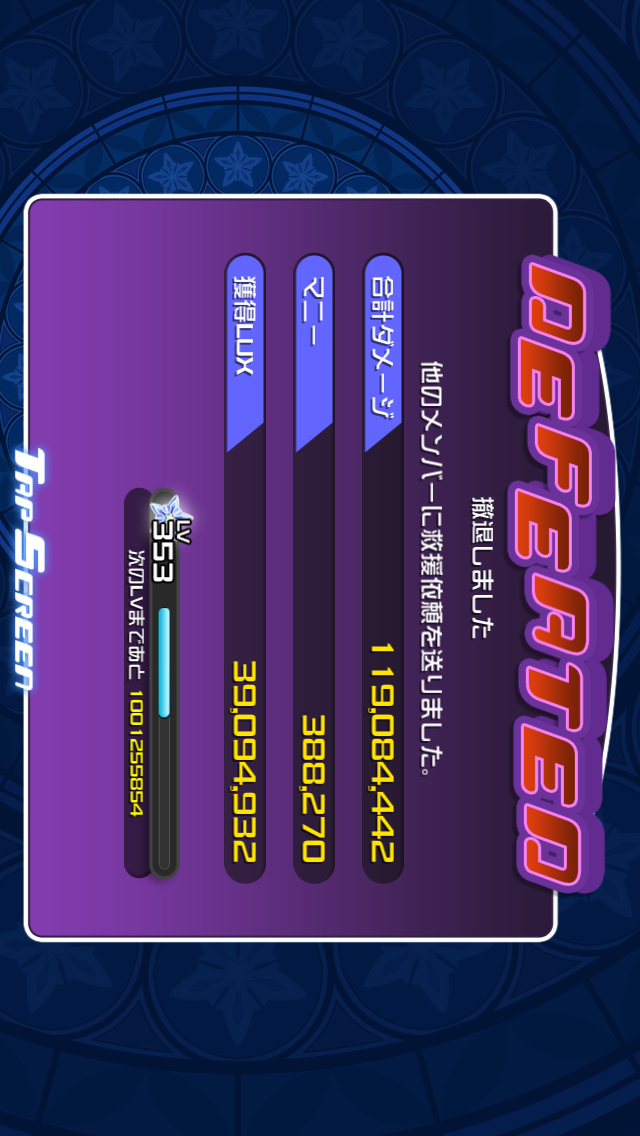 DEFEATED
撤退しました
他のメンバーに救援依頼を送りました。
合計ダメージ 119,084,442
マニー 388,270
獲得LUX 39,094,932
LV 353
次のLVまであと 1001255854
TAP SCREEN